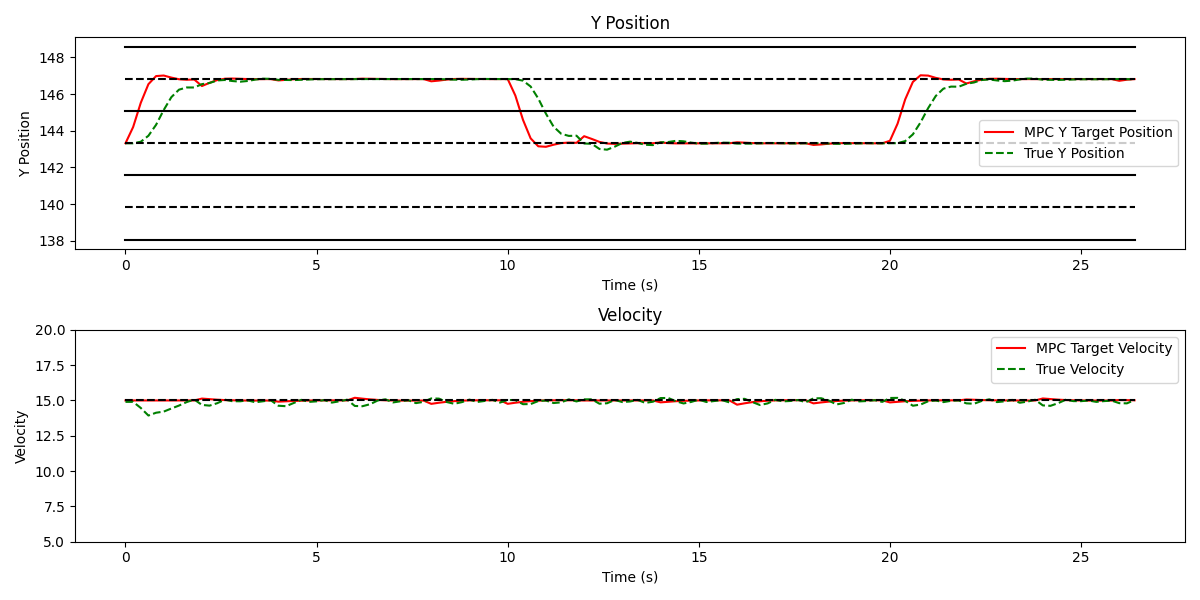 Y Position
148
146
144
142
140
138
Y Position
MPC Y Target Position
True Y Position
0
5
10
15
20
25
Time (s)
Velocity
20.0
17.5
15.0
12.5
10.0
7.5
5.0
Velocity
MPC Target Velocity
True Velocity
0
5
10
15
20
25
Time (s)